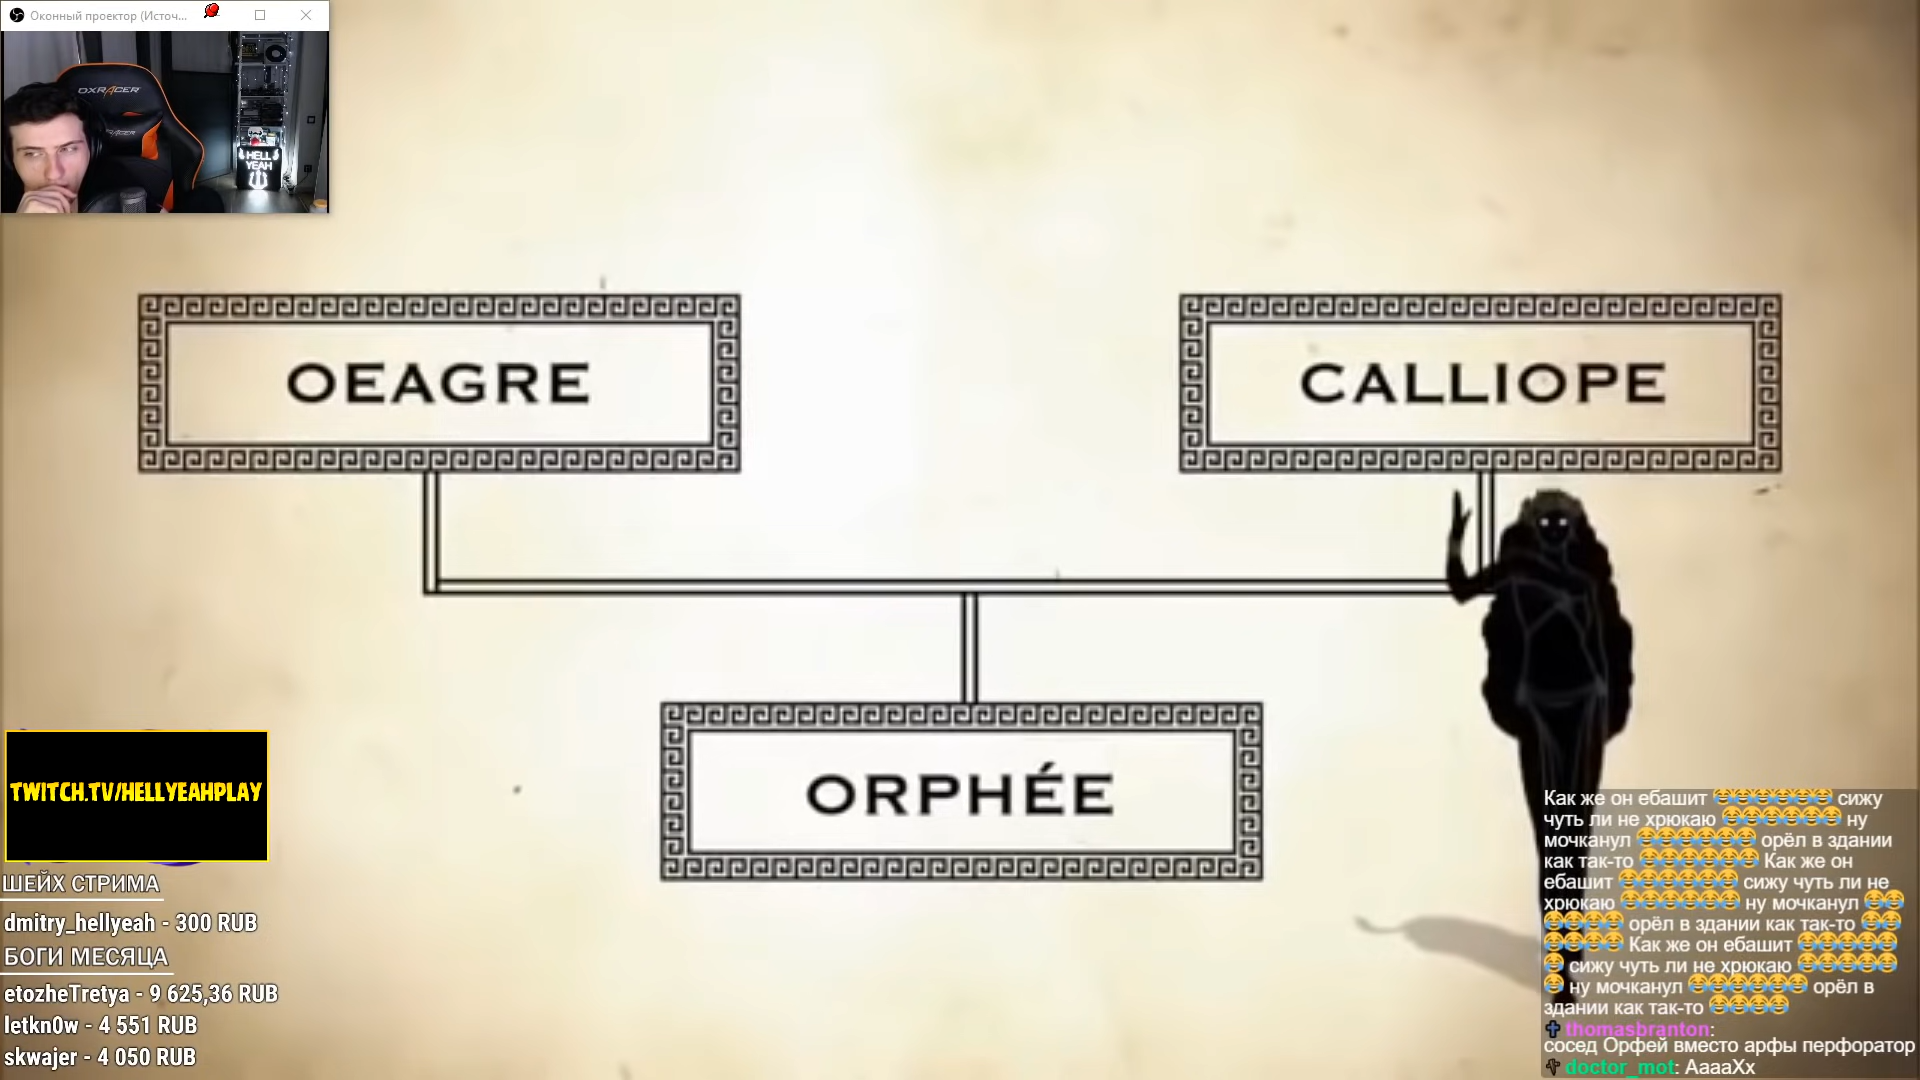 Оконный проектор (Источ...
DXRACER
HELL
YEAH
OEAGRE
CALLIOPE
ORPHÉE
TWITCH.TV/HELLYEAHPLAY
ШЕЙХ СТРИМА
dmitry_hellyeah - 300 RUB
БОГИ МЕСЯЦА
etozheTretya - 9 625,36 RUB
letkn0w - 4 551 RUB
skwajer - 4 050 RUB
Как же он ебашит 😂😂😂😂😂😂 сижу
чуть ли не хрюкаю 😂😂😂😂😂😂 ну
мочканул 😂😂😂😂😂😂 орёл в здании
как так-то 😂😂😂😂😂😂 Как же он
ебашит 😂😂😂😂😂😂 сижу чуть ли не
хрюкаю 😂😂😂😂😂😂 ну мочканул 😂😂
😂😂😂😂 орёл в здании как так-то 😂😂
😂😂😂😂 Как же он ебашит 😂😂😂😂😂
😂 сижу чуть ли не хрюкаю 😂😂😂😂😂
😂 ну мочканул 😂😂😂😂😂😂 орёл в
здании как так-то 😂😂😂😂
thomasbranton:
сосед Орфей вместо арфы перфоратор
doctor_mot: АаааХх